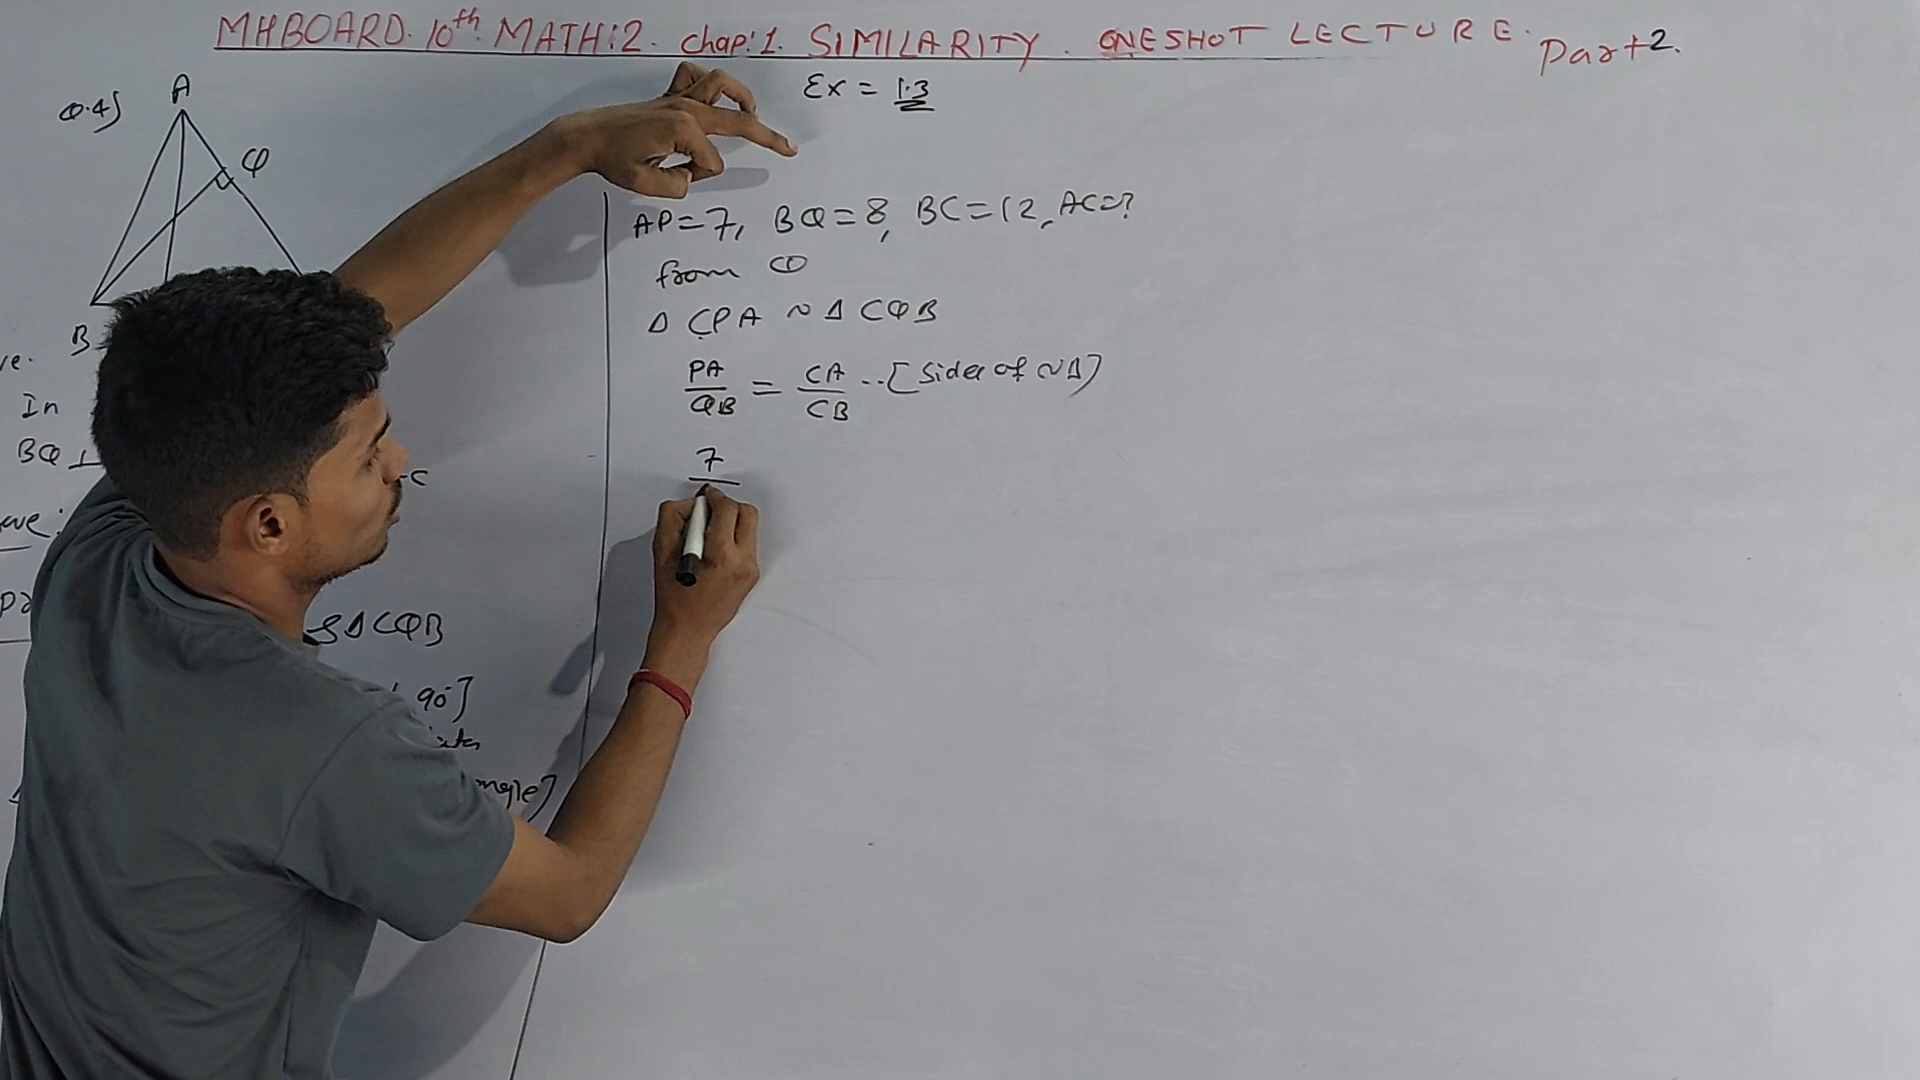 MHBOARD. 10th MATH:2. chap:1. SIMILARITY. ONESHOT LECTURE. Part 2.
Ex = 1.3
Q.4)
A
Q
B
In
BQ ⊥
△CQB
90°]
angle]
AP=7, BQ=8, BC=12, AC=?
from ①
△ CPA ~ △ CQB
PA/QB = CA/CB ..[Sides of ~△]
7